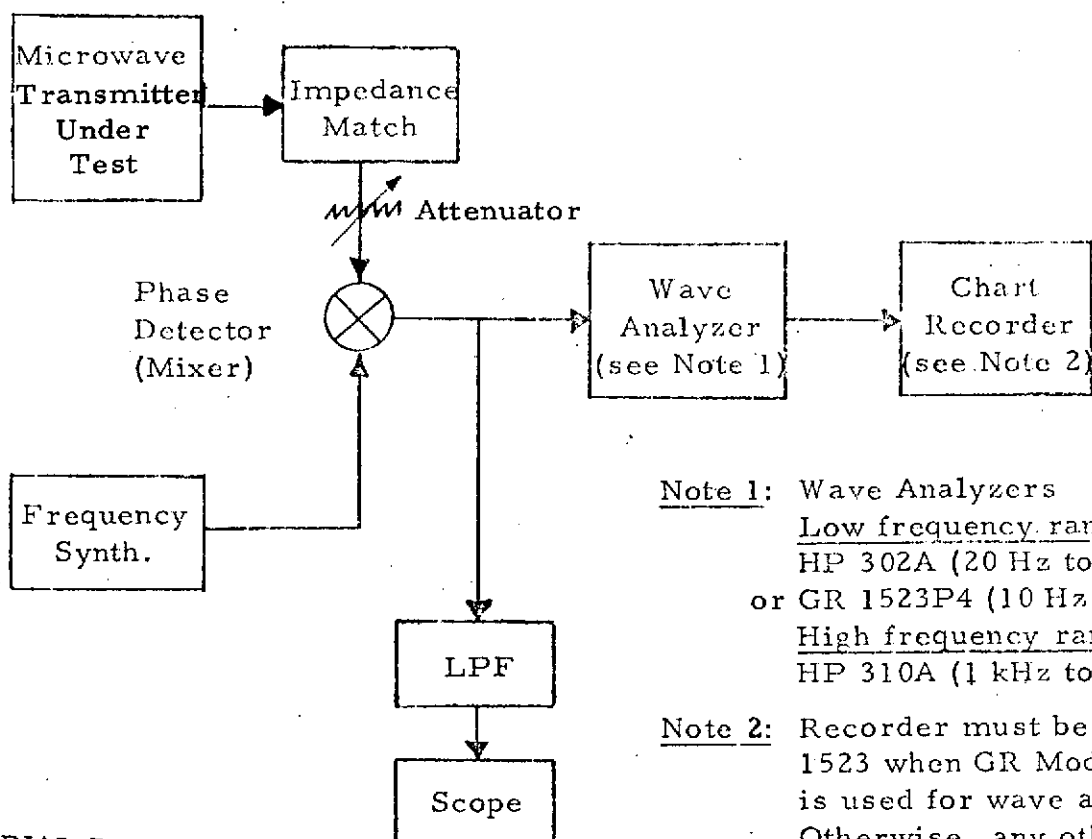 Microwave
Transmitter
Under
Test
Impedance
Match
Attenuator
Phase
Detector
(Mixer)
Wave
Analyzer
(see Note 1)
Chart
Recorder
(see Note 2)
Frequency
Synth.
LPF
Scope
Note 1: Wave Analyzers
Low frequency
HP 302A (20 Hz to
or GR 1523P4 (10 Hz
High frequency
HP 310A (1 kHz to
Note 2: Recorder must be
1523 when GR
is used for wave
Otherwise, any